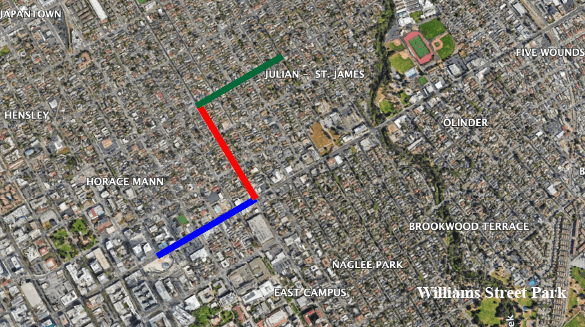 JAPANTOWN
FIVE WOUNDS
JULIAN - ST. JAMES
HENSLEY
OLINDER
HORACE MANN
BROOKWOOD TERRACE
NAGLEE PARK
EAST CAMPUS
Williams Street Park